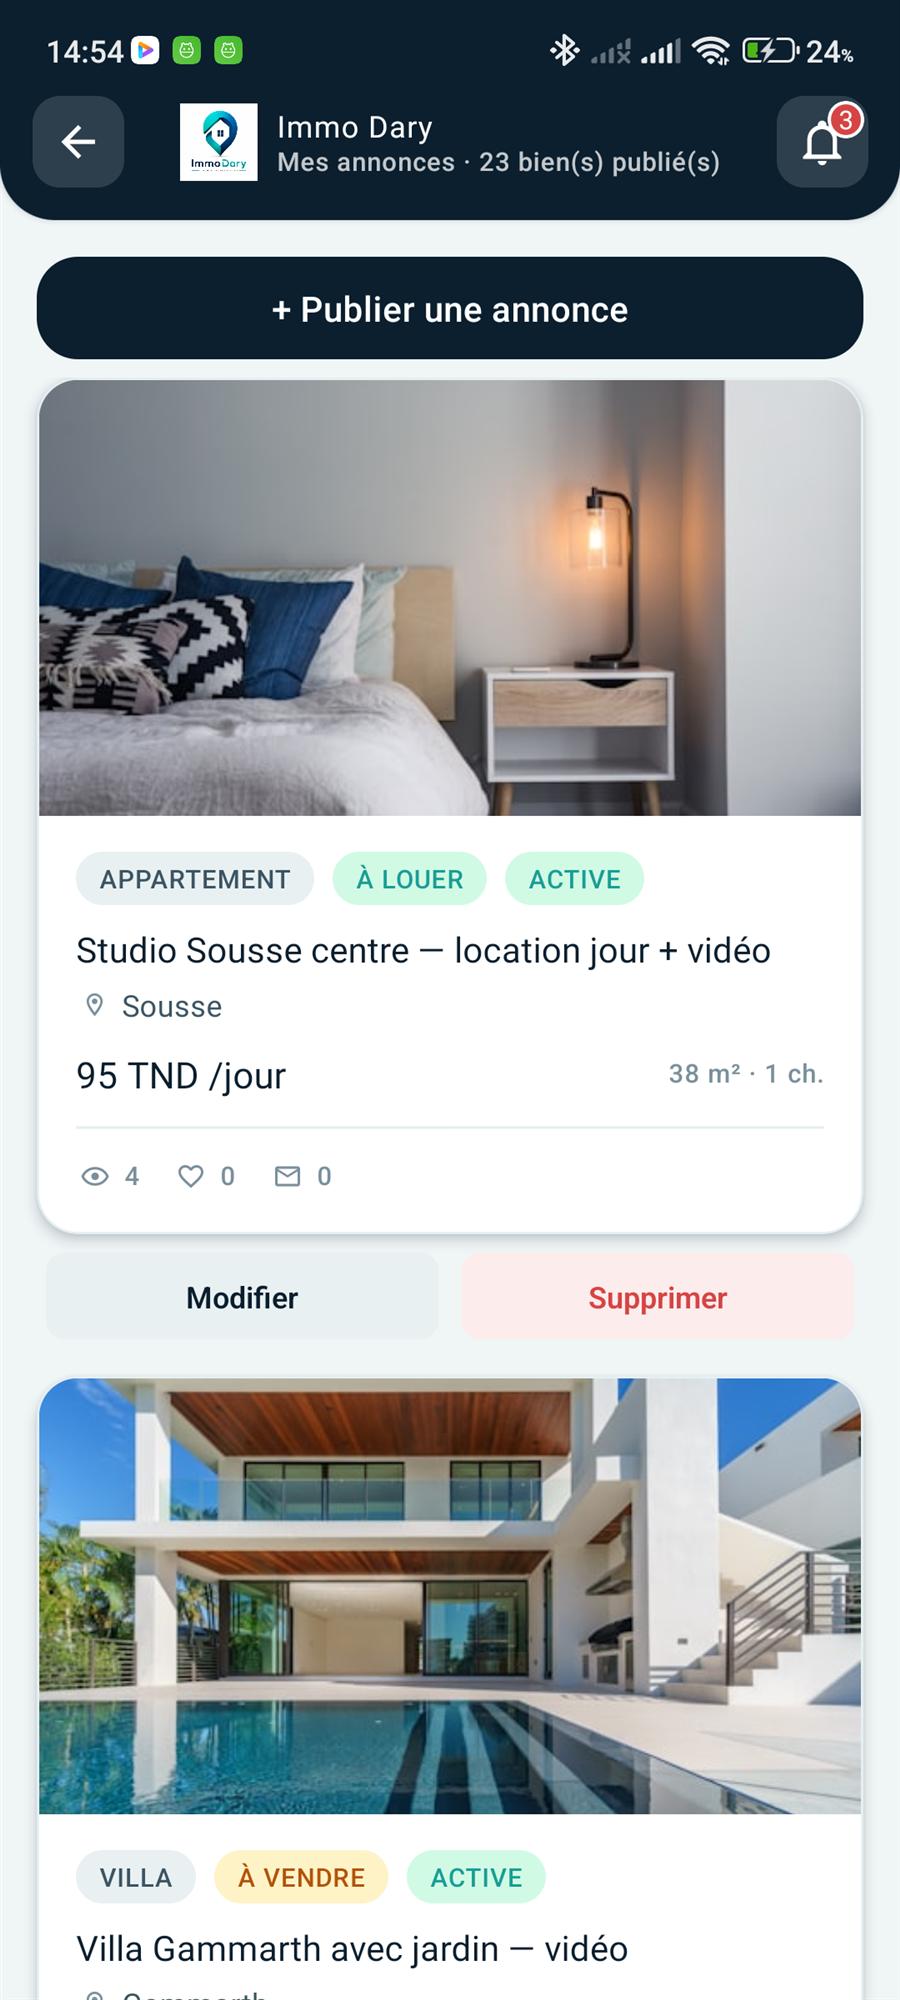 14:54
24%
Immo Dary
3
ImmoDary
Mes annonces · 23 bien(s) publié(s)
+ Publier une annonce
APPARTEMENT À LOUER ACTIVE
Studio Sousse centre — location jour + vidéo
Sousse
95 TND /jour
38 m² · 1 ch.
4 0 0
Modifier Supprimer
VILLA À VENDRE ACTIVE
Villa Gammarth avec jardin — vidéo